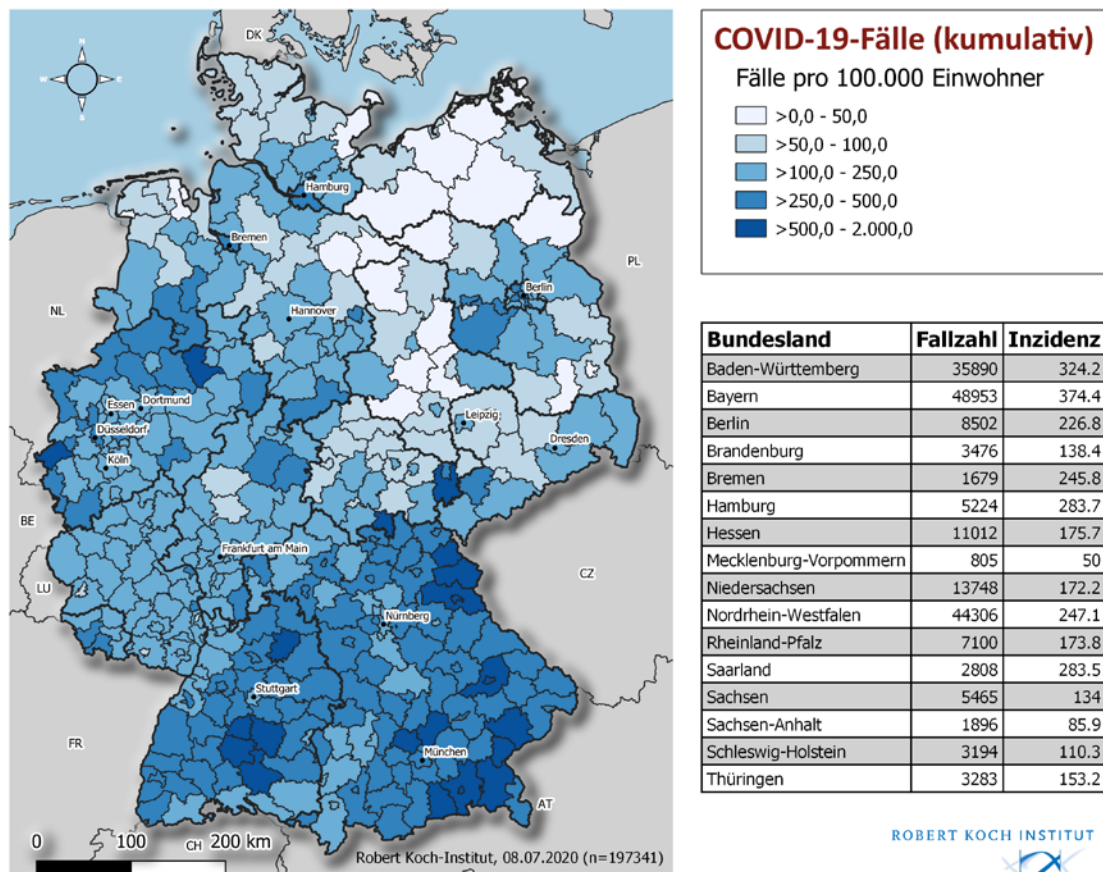 DK
N
W E
S
Hamburg
Bremen
PL
Berlin
NL
Hannover
Essen
Dortmund
Düsseldorf
Leipzig
Dresden
Köln
BE
Frankfurt am Main
LU
CZ
Nürnberg
Stuttgart
FR
München
AT
CH
0 100 200 km
Robert Koch-Institut, 08.07.2020 (n=197341)
COVID-19-Fälle (kumulativ)
Fälle pro 100.000 Einwohner
>0,0 - 50,0
>50,0 - 100,0
>100,0 - 250,0
>250,0 - 500,0
>500,0 - 2.000,0
Bundesland Fallzahl Inzidenz
Baden-Württemberg 35890 324.2
Bayern 48953 374.4
Berlin 8502 226.8
Brandenburg 3476 138.4
Bremen 1679 245.8
Hamburg 5224 283.7
Hessen 11012 175.7
Mecklenburg-Vorpommern 805 50
Niedersachsen 13748 172.2
Nordrhein-Westfalen 44306 247.1
Rheinland-Pfalz 7100 173.8
Saarland 2808 283.5
Sachsen 5465 134
Sachsen-Anhalt 1896 85.9
Schleswig-Holstein 3194 110.3
Thüringen 3283 153.2
ROBERT KOCH INSTITUT